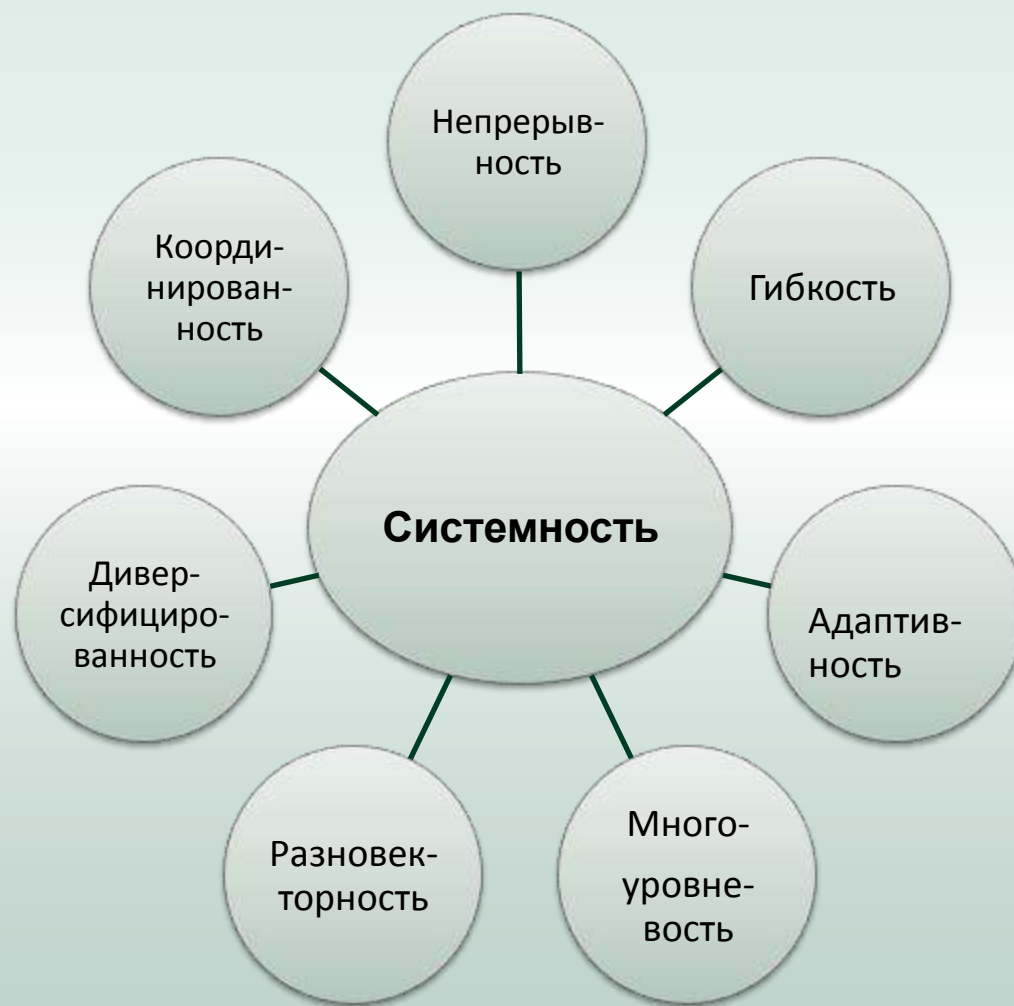 Непрерыв-
ность
Коорди-
нирован-
ность
Гибкость
Системность
Дивер-
сифициро-
ванность
Адаптив-
ность
Разновек-
торность
Много-
уровне-
вость